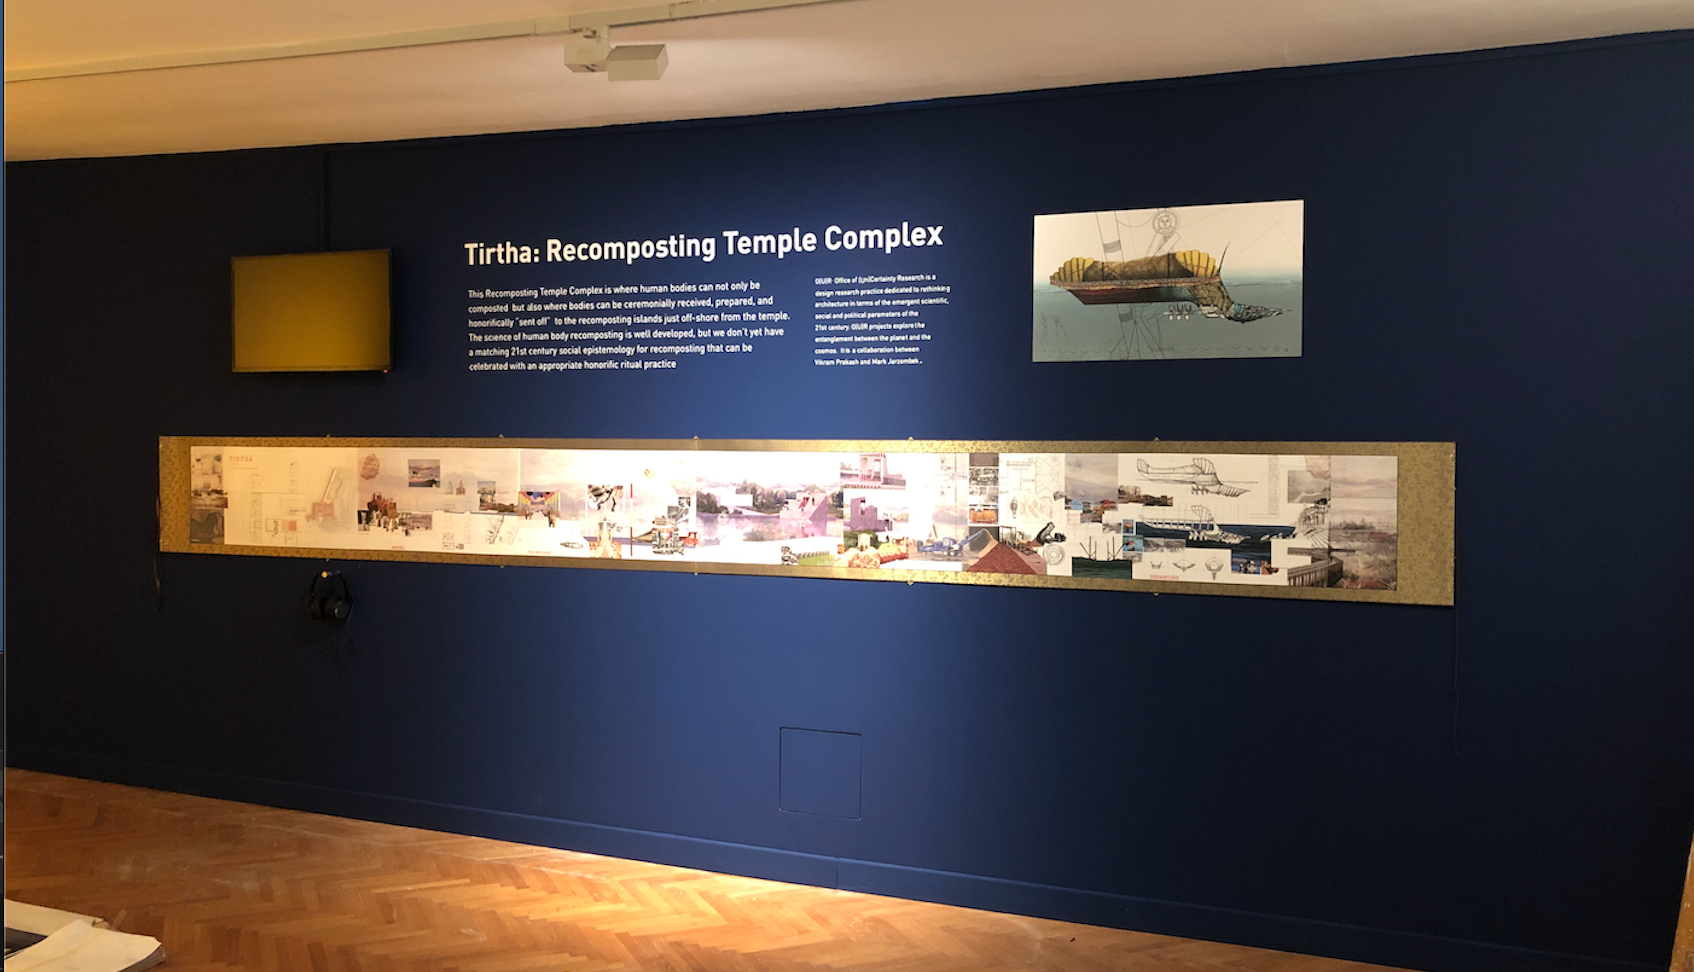 Tirtha: Recomposting Temple Complex
This Recomposting Temple Complex is where human bodies can not only be
composted but also where bodies can be ceremonially received, prepared, and
honorifically "sent off" to the recomposting islands just off-shore from the temple.
The science of human body recomposting is well developed, but we don't yet have
a matching 21st century social epistemology for recomposting that can be
celebrated with an appropriate honorific ritual practice
O(U)R: Office of (Un)Certainty Research is a
design research practice dedicated to rethinking
architecture in terms of the emergent scientific,
social and political parameters of the
21st century. O(U)R projects explore the
entanglement between the planet and the
cosmos. It is a collaboration between
Vikram Prakash and Mark Jarzombek.
TIRTHA